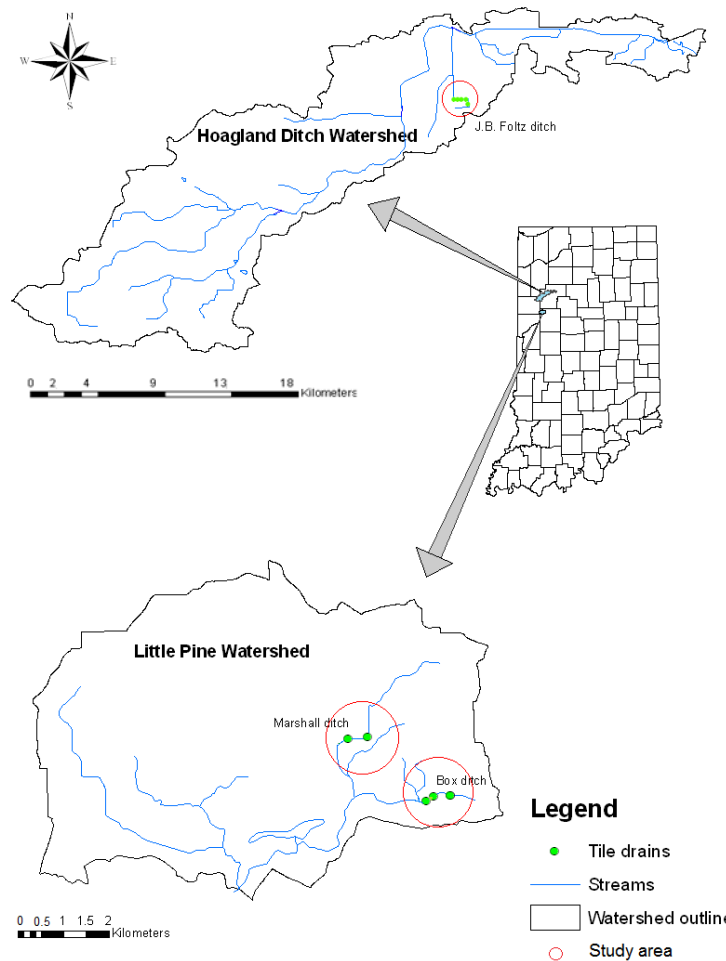 N
W E
S
Hoagland Ditch Watershed
J.B. Foltz ditch
0 2 4 9 13 18
Kilometers
Little Pine Watershed
Marshall ditch
Box ditch
Legend
Tile drains
Streams
Watershed outline
Study area
0 0.5 1 1.5 2
Kilometers